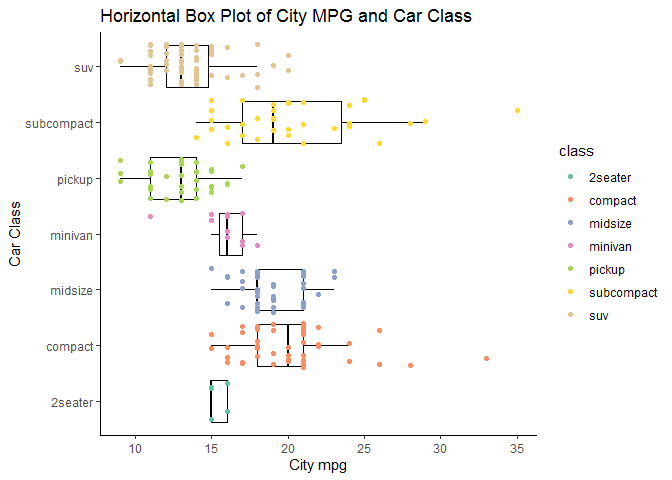 Horizontal Box Plot of City MPG and Car Class
suv
subcompact
pickup
minivan
midsize
compact
2seater
Car Class
10 15 20 25 30 35
City mpg
class
2seater
compact
midsize
minivan
pickup
subcompact
suv